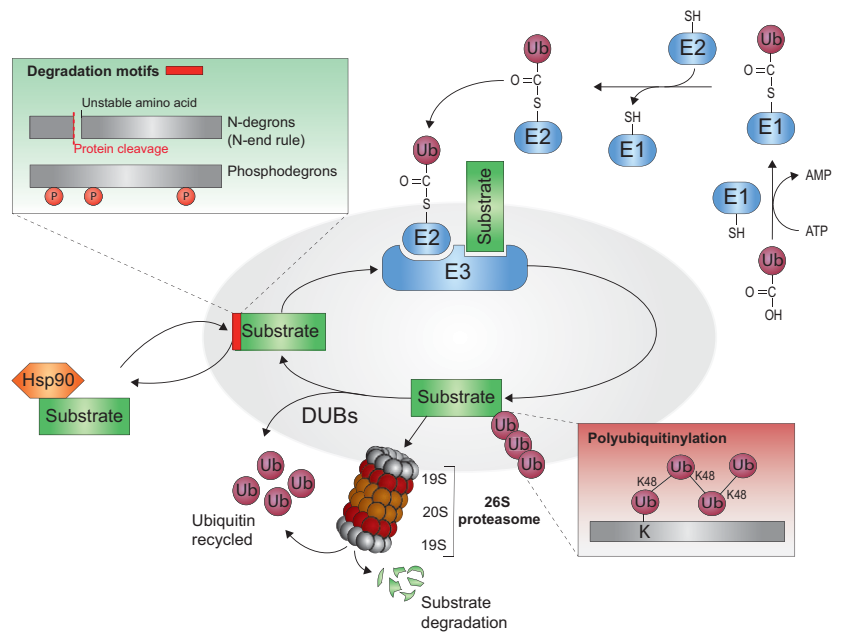 Degradation motifs
Unstable amino acid
N-degrons
(N-end rule)
Protein cleavage
Phosphodegrons
P
P
P
Ub
O
C
S
E2
Substrate
E3
Ub
O
C
S
E2
SH
E2
SH
E1
Ub
O
C
S
E1
E1
SH
AMP
ATP
Ub
O
C
OH
Substrate
Hsp90
Substrate
Substrate
Ub
Ub
Ub
DUBs
Ub
Ub
Ub
Ub
Ubiquitin
recycled
19S
20S
19S
26S
proteasome
Substrate
degradation
Polyubiquitinylation
Ub
K48
Ub
K48
Ub
K48
Ub
K